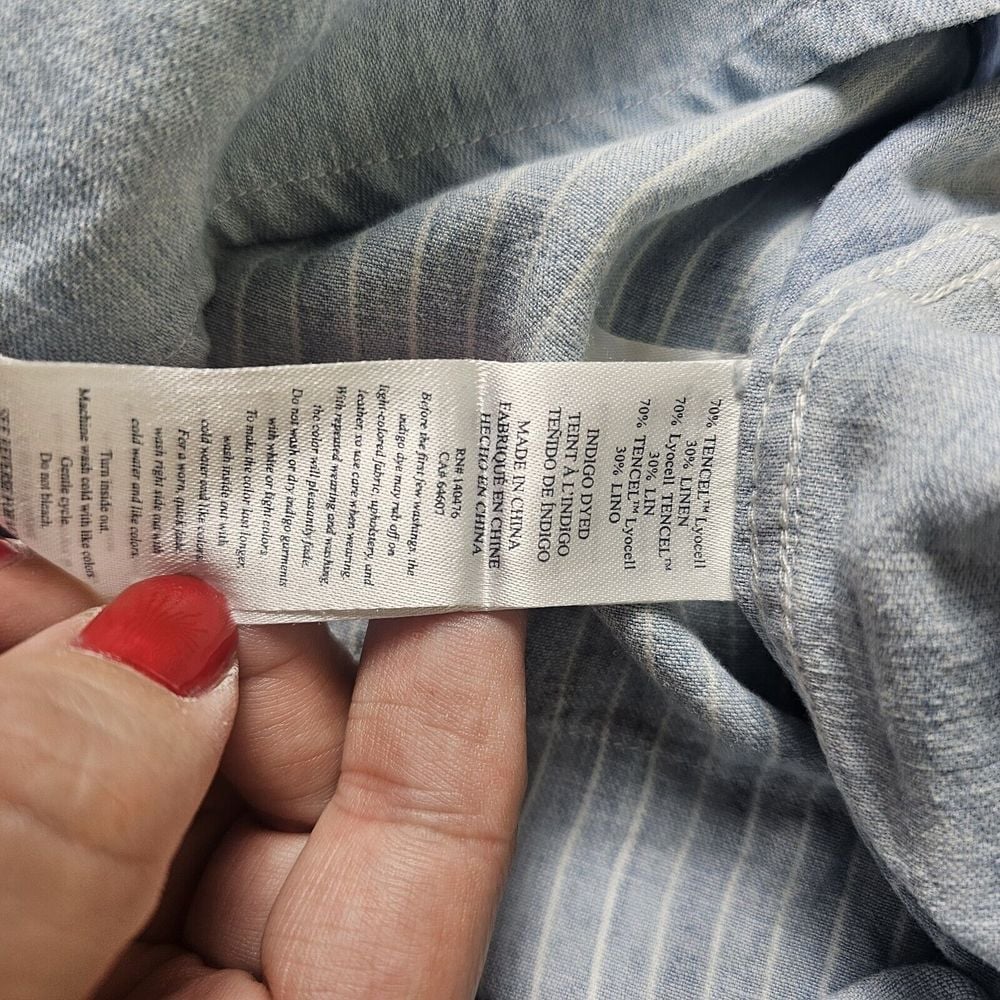 70% TENCEL™ Lyocell
30% LINEN
70% Lyocell TENCEL™
30% LIN
70% TENCEL™ Lyocell
30% LINO
INDIGO DYED
TEINT À L'INDIGO
TEÑIDO DE ÍNDIGO
MADE IN CHINA
FABRIQUÉ EN CHINE
HECHO EN CHINA
RN# 140476
CA# 64607
Before the first few washings, the
indigo dye may rub off on
light-colored fabric, upholstery, and
leather, so use care when wearing.
With repeated wearing and washing,
the color will pleasantly fade.
Do not wash or dry indigo garments
with white or light colors.
To make the color last longer,
wash inside out with
cold water and like colors.
For a worn, quick fade,
wash right side out with
cold water and like colors.
Turn inside out.
Machine wash cold with like colors
Gentle cycle.
Do not bleach.